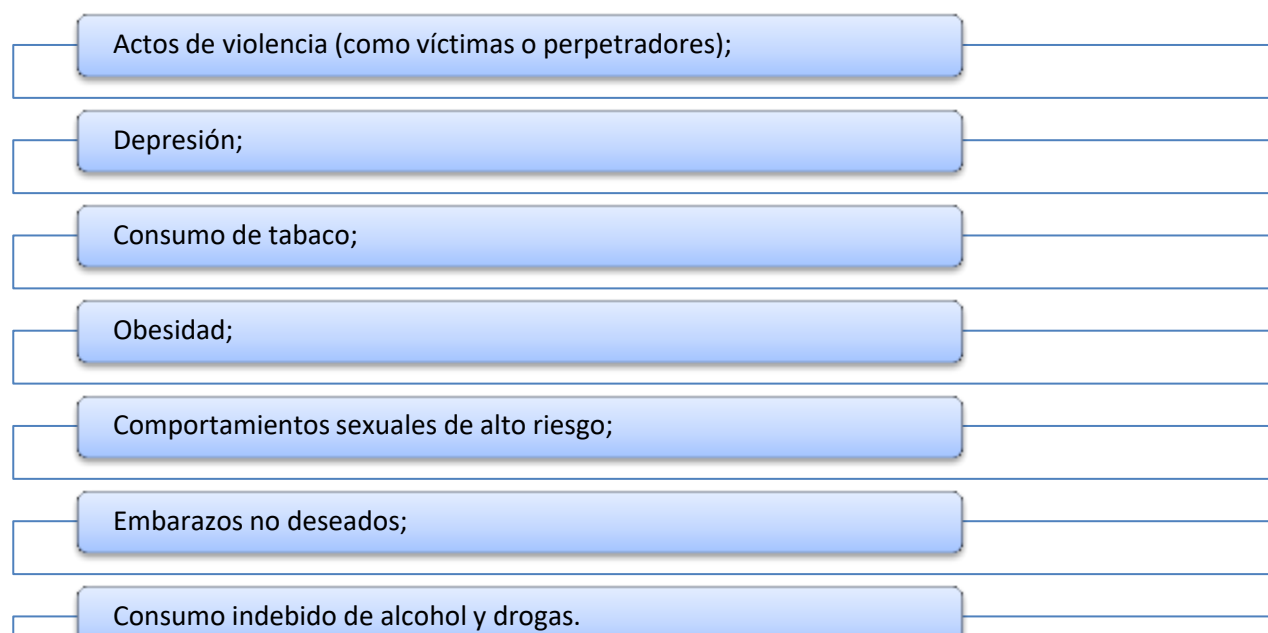 Actos de violencia (como víctimas o perpetradores);
Depresión;
Consumo de tabaco;
Obesidad;
Comportamientos sexuales de alto riesgo;
Embarazos no deseados;
Consumo indebido de alcohol y drogas.